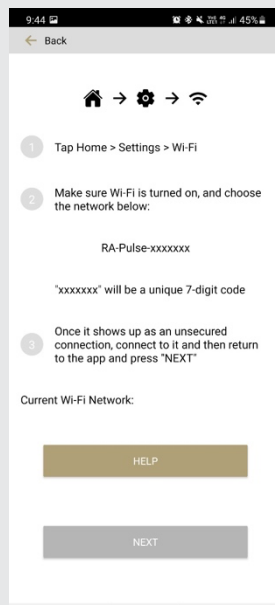 9:44 45%
Back
1 Tap Home > Settings > Wi-Fi
2 Make sure Wi-Fi is turned on, and choose
the network below:
RA-Pulse-xxxxxxx
"xxxxxxx" will be a unique 7-digit code
3 Once it shows up as an unsecured
connection, connect to it and then return
to the app and press "NEXT"
Current Wi-Fi Network:
HELP
NEXT